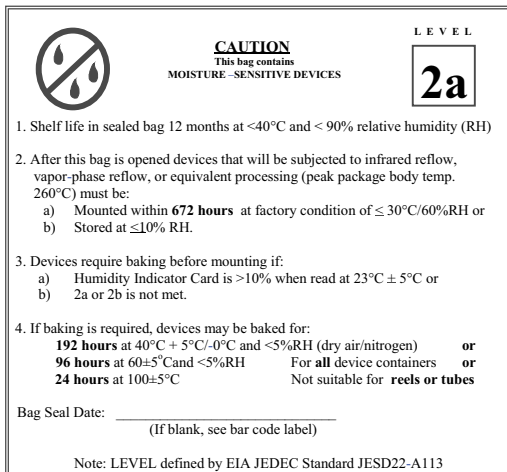 LEVEL
CAUTION
This bag contains
MOISTURE –SENSITIVE DEVICES
2a
1. Shelf life in sealed bag 12 months at <40°C and < 90% relative humidity (RH)
2. After this bag is opened devices that will be subjected to infrared reflow,
vapor-phase reflow, or equivalent processing (peak package body temp.
260°C) must be:
a) Mounted within 672 hours at factory condition of ≤ 30°C/60%RH or
b) Stored at ≤10% RH.
3. Devices require baking before mounting if:
a) Humidity Indicator Card is >10% when read at 23°C ± 5°C or
b) 2a or 2b is not met.
4. If baking is required, devices may be baked for:
192 hours at 40°C + 5°C/-0°C and <5%RH (dry air/nitrogen) or
96 hours at 60±5°Cand <5%RH For all device containers or
24 hours at 100±5°C Not suitable for reels or tubes
Bag Seal Date: ____________________________
(If blank, see bar code label)
Note: LEVEL defined by EIA JEDEC Standard JESD22-A113